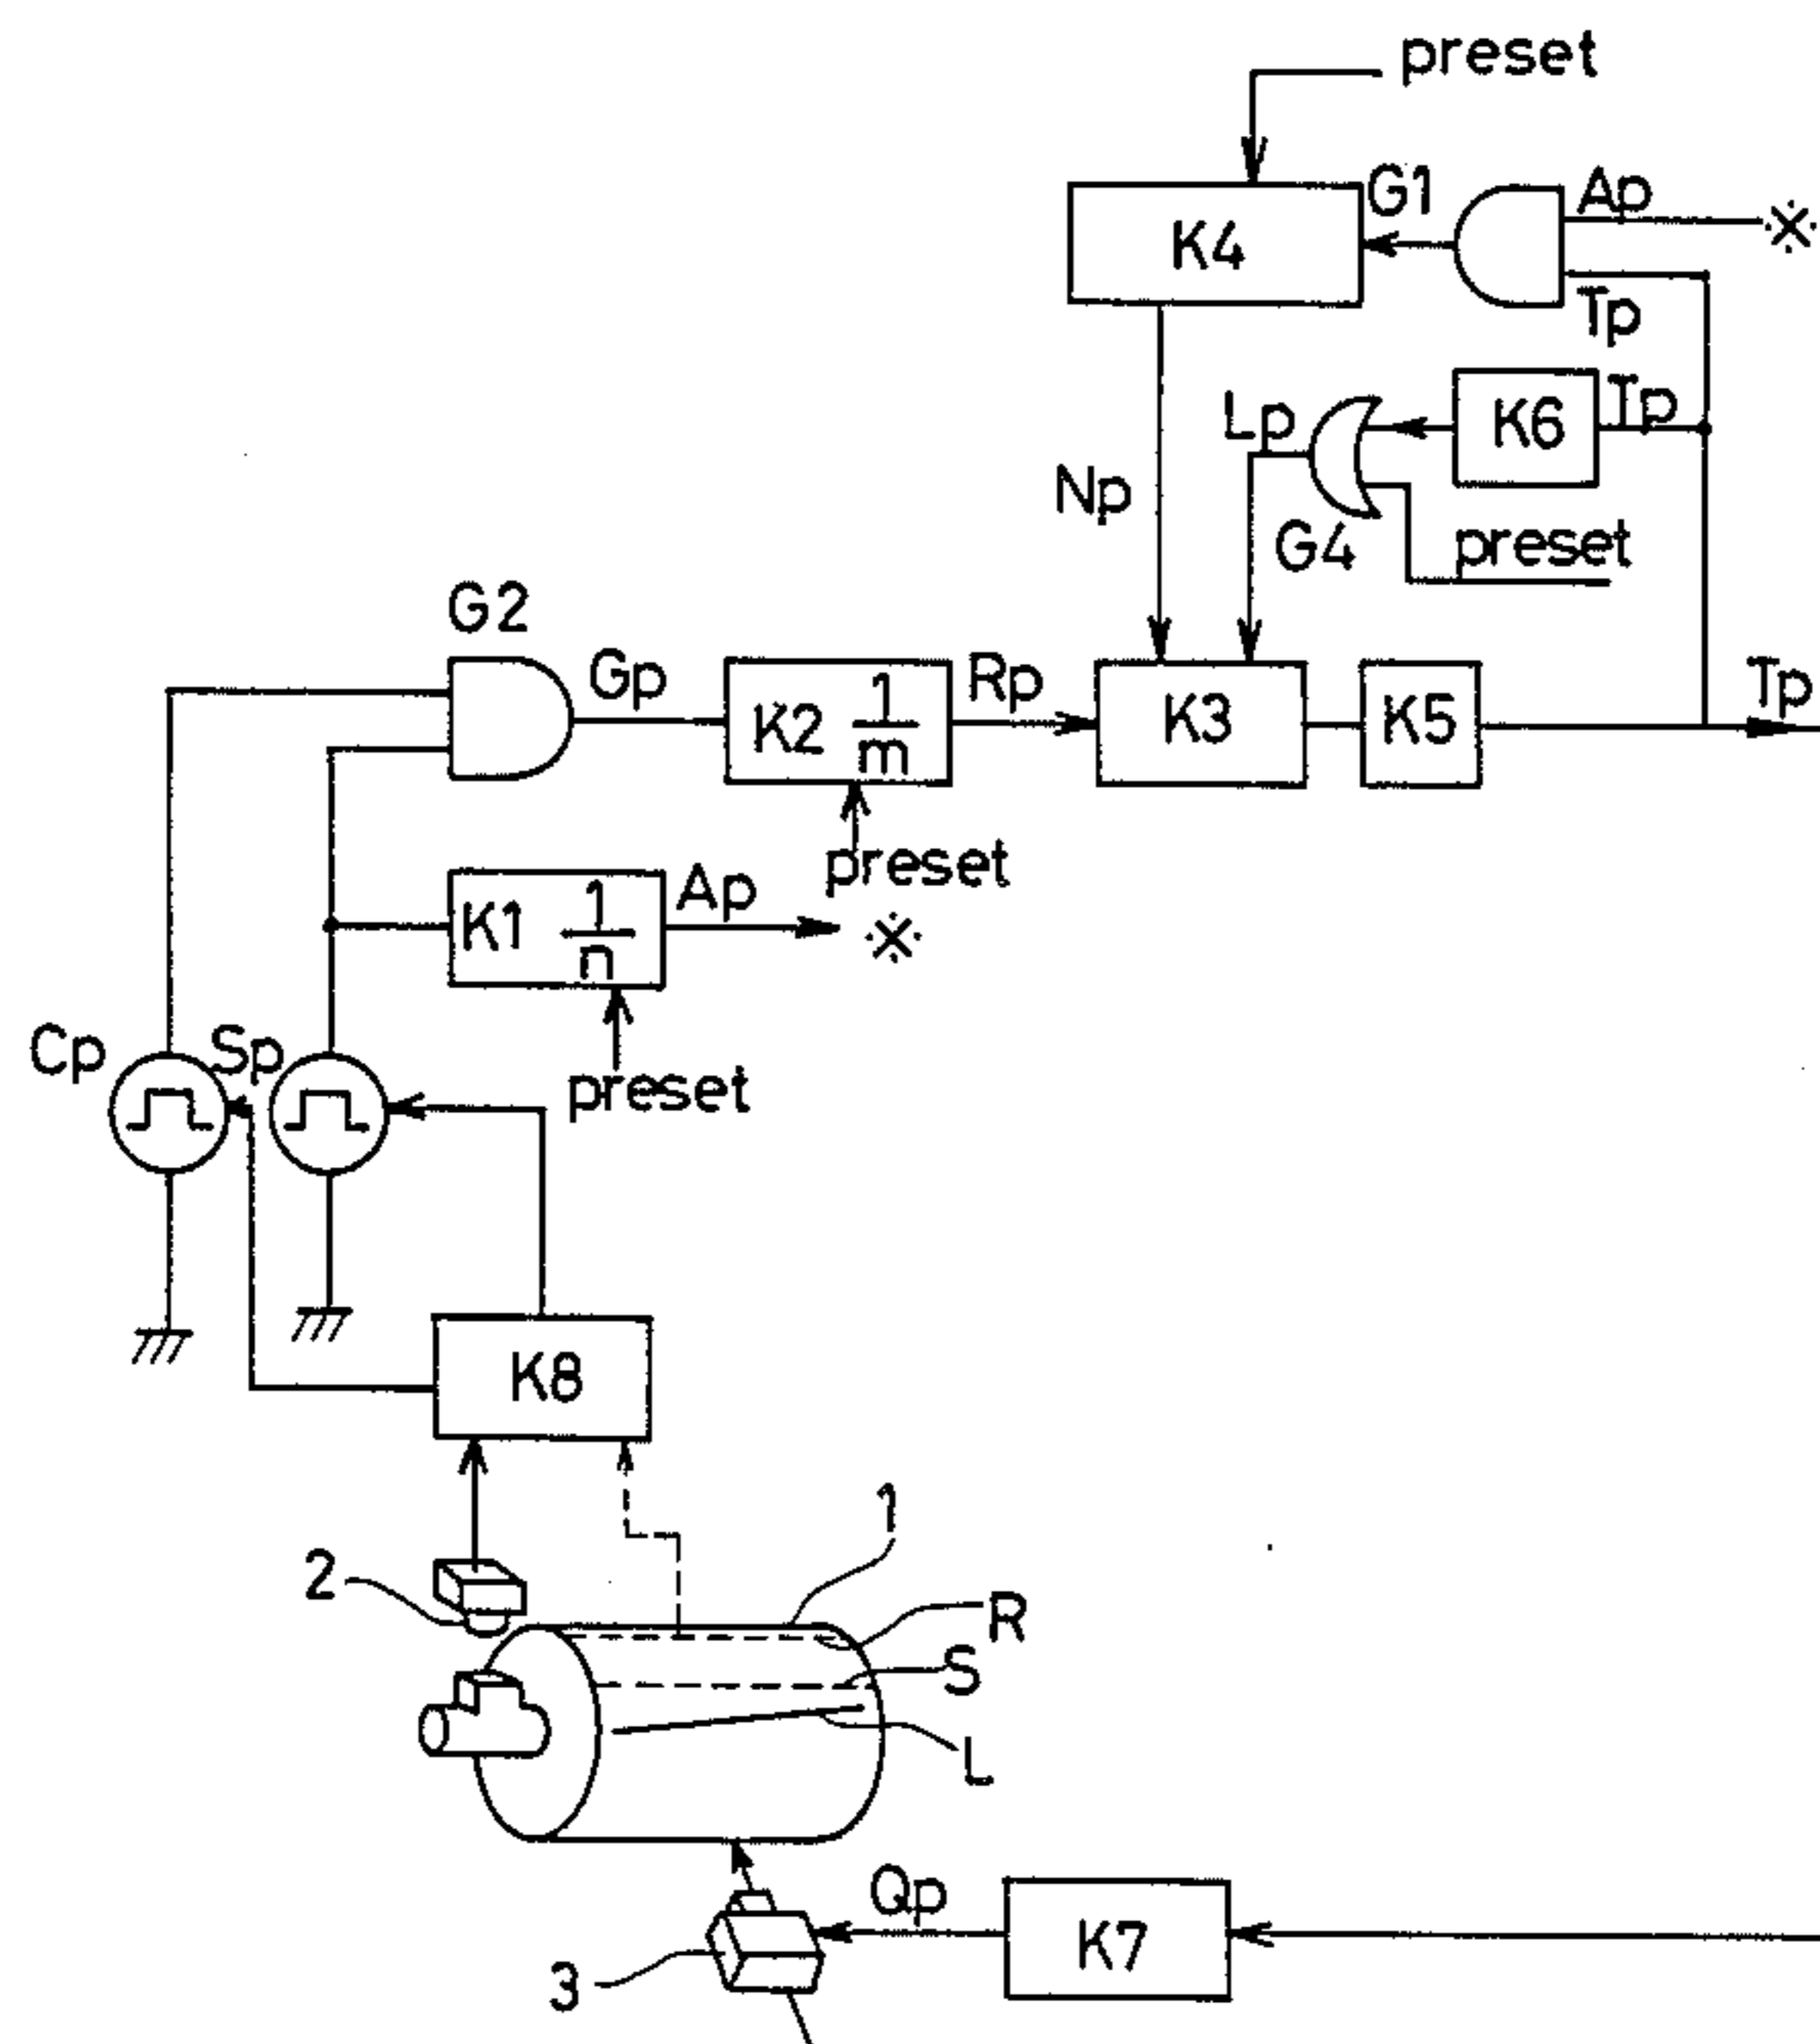 preset
G1
Ap
※
K4
Tp
Lp
K6
Tp
Np
G4
preset
G2
Gp
K2 1/m
Rp
K3
K5
Tp
preset
K1 1/n
Ap
※
preset
Cp
Sp
K8
1
2
R
S
L
Qp
K7
3